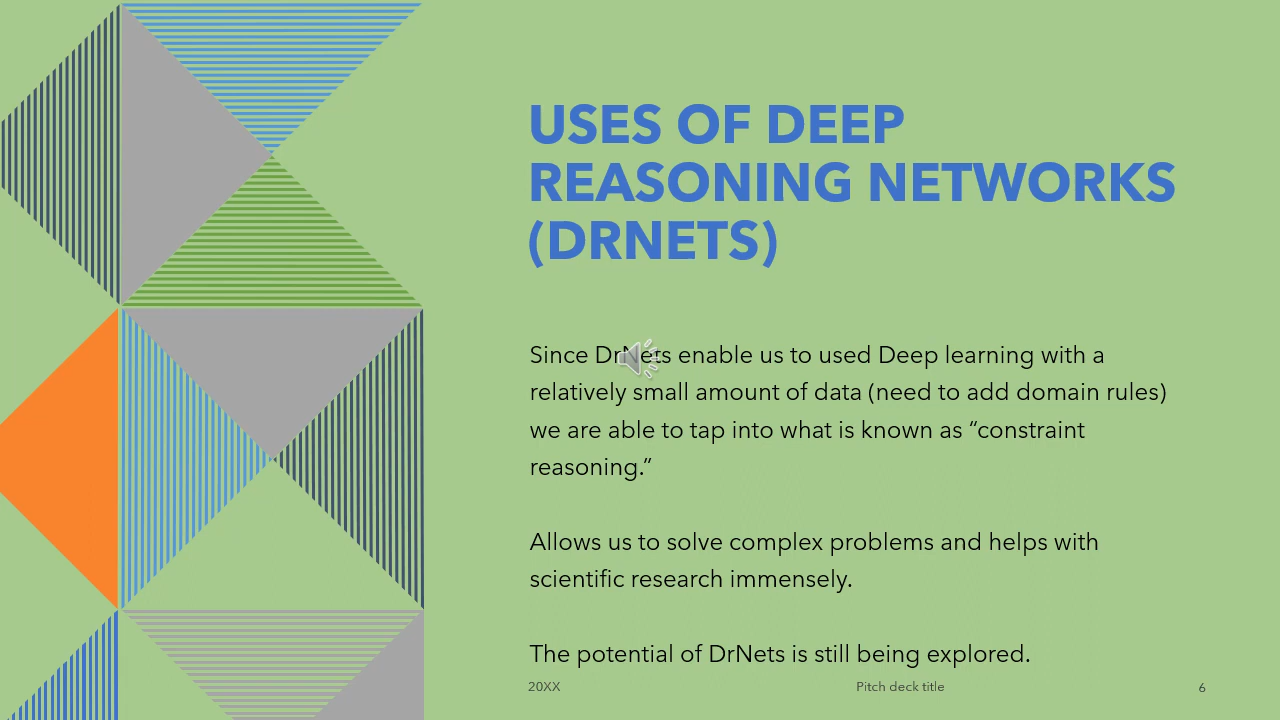 USES OF DEEP
REASONING NETWORKS
(DRNETS)
Since DrNets enable us to used Deep learning with a
relatively small amount of data (need to add domain rules)
we are able to tap into what is known as “constraint
reasoning.”
Allows us to solve complex problems and helps with
scientific research immensely.
The potential of DrNets is still being explored.
20XX
Pitch deck title
6